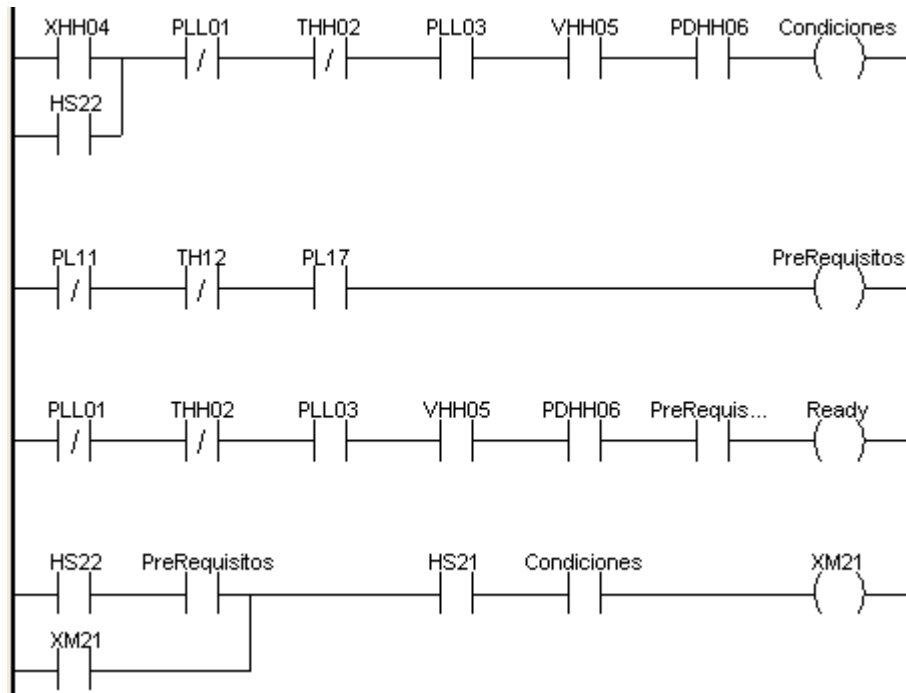 XHH04 PLL01 THH02 PLL03 VHH05 PDHH06 Condiciones
HS22
PL11 TH12 PL17 PreRequisitos
PLL01 THH02 PLL03 VHH05 PDHH06 PreRequis... Ready
HS22 PreRequisitos HS21 Condiciones XM21
XM21